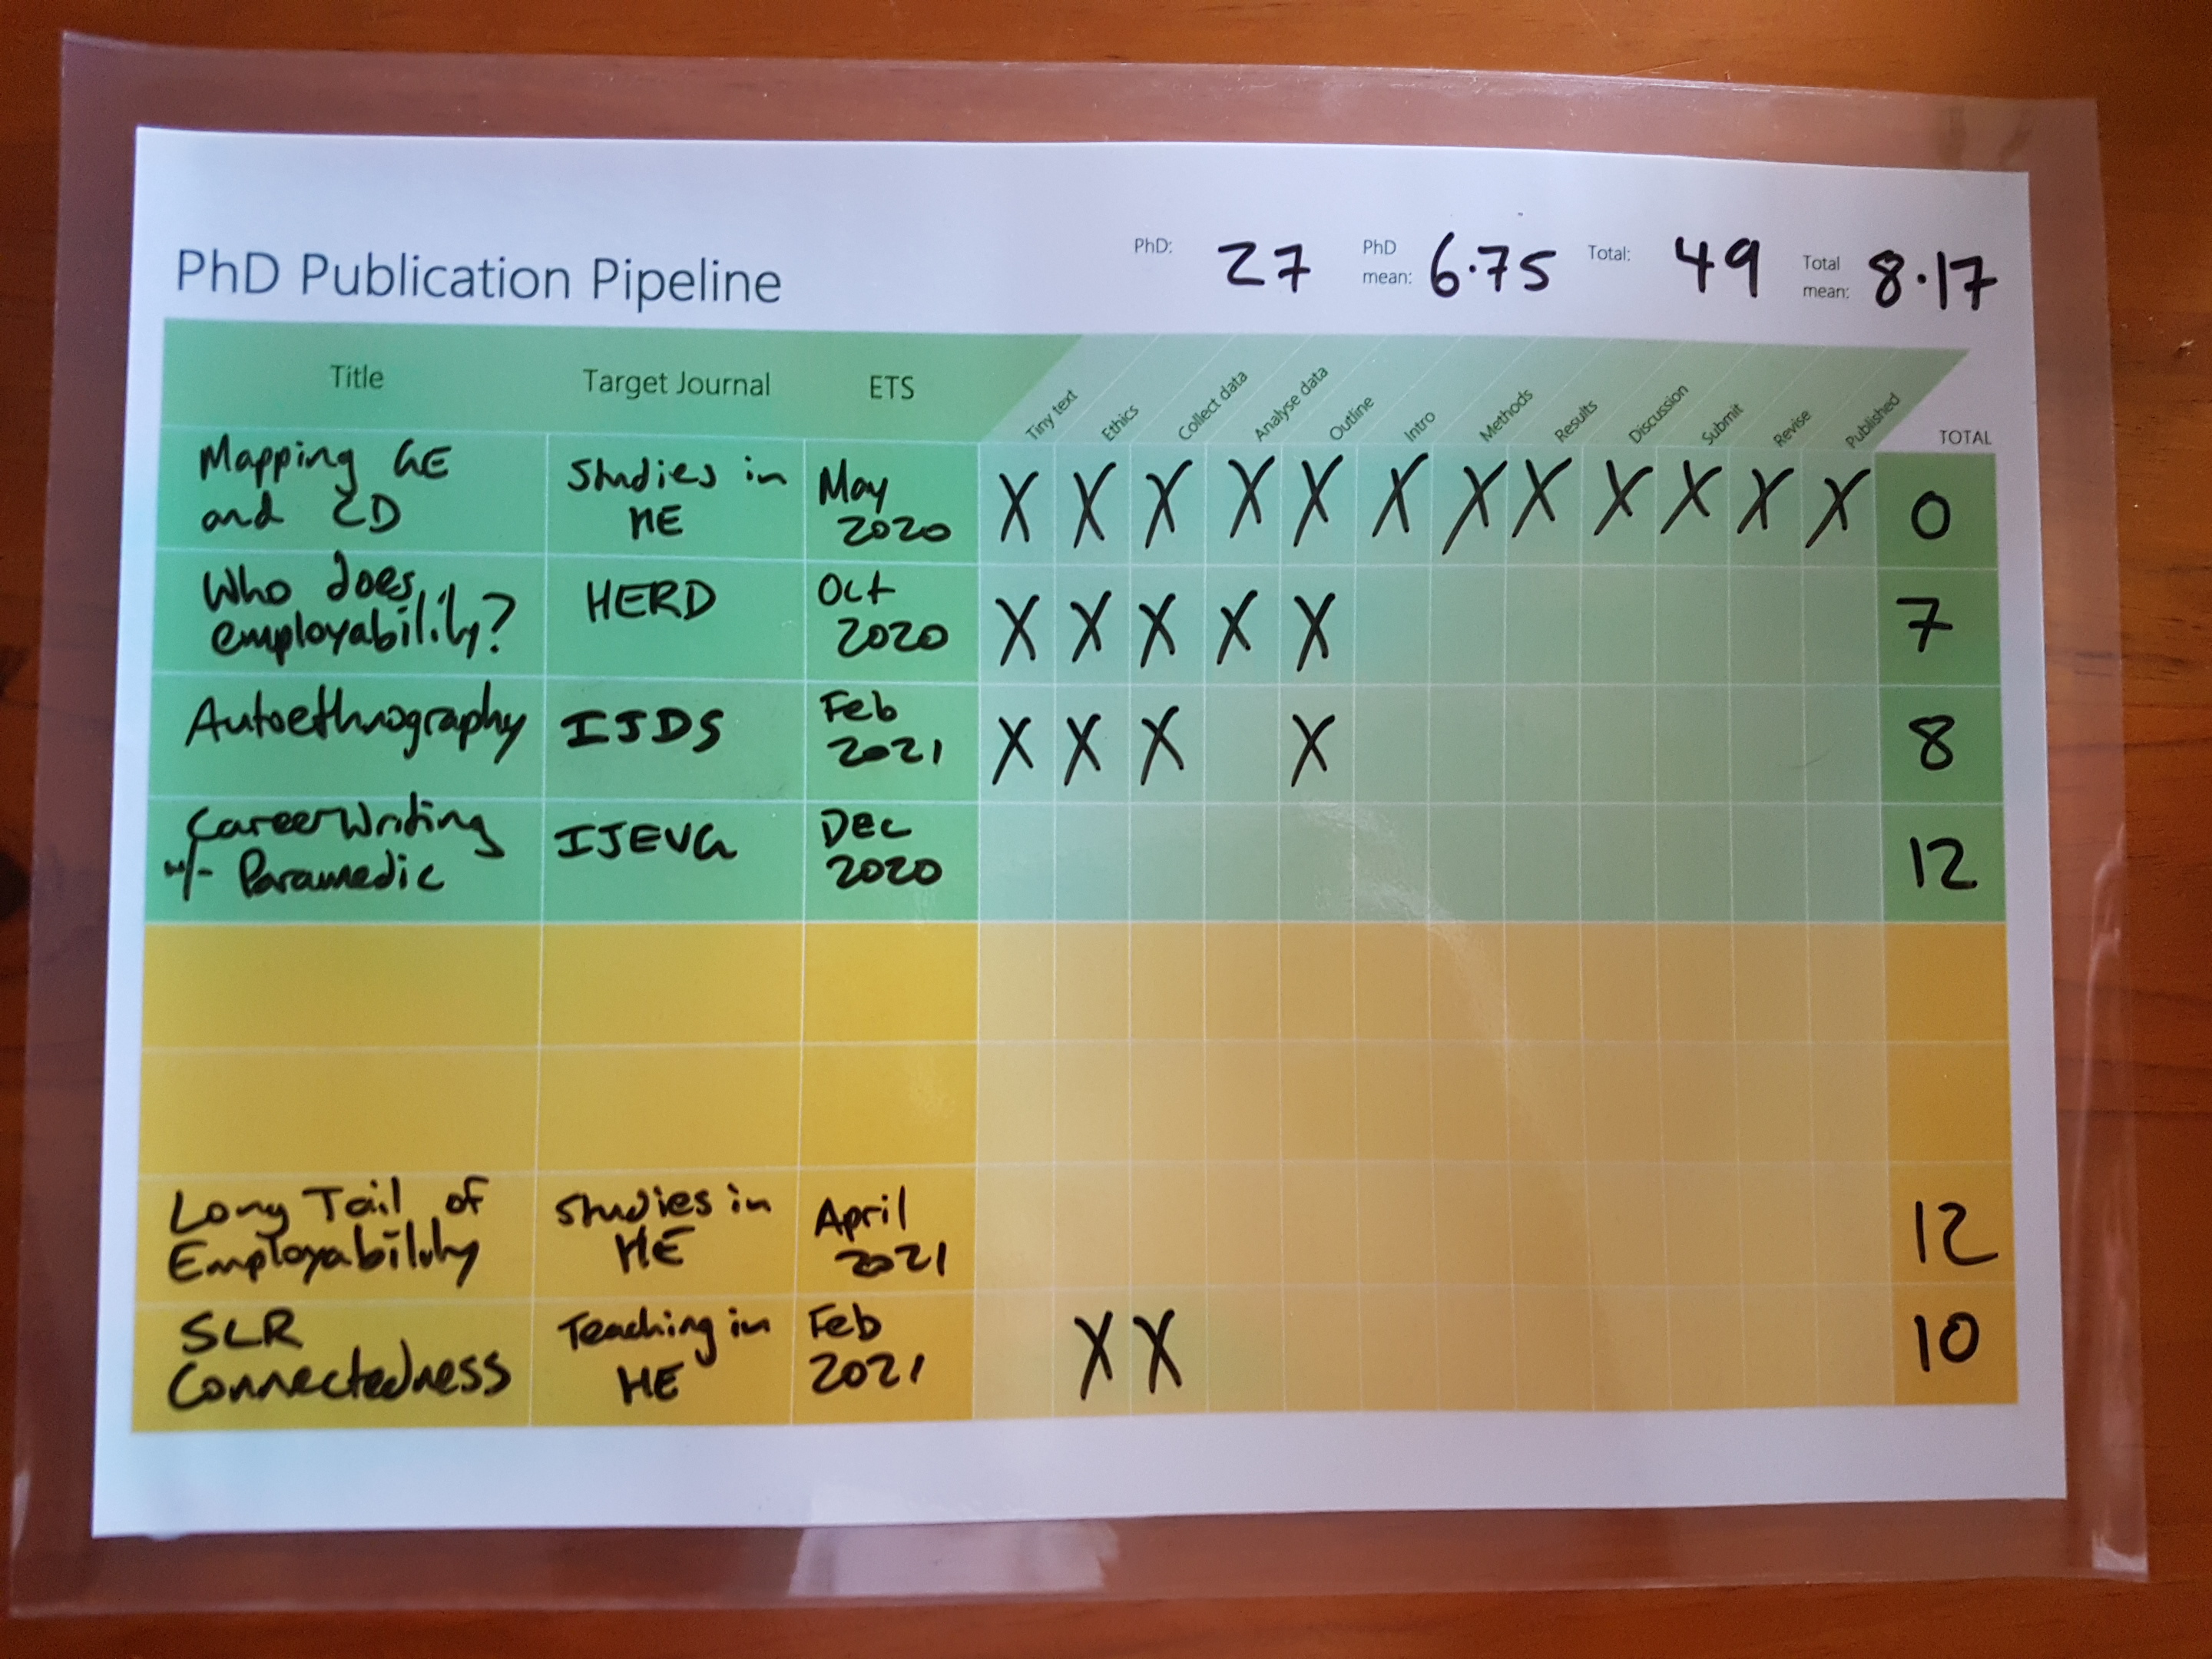 PhD Publication Pipeline
PhD: 27 PhD mean: 6.75 Total: 49 Total mean: 8.17
Title Target Journal ETS Tiny text Ethics Collect data Analyse data Outline Intro Methods Results Discussion Submit Revise Published TOTAL
Mapping GE and CD Studies in HE May 2020 X X X X X X X X X X X X 0
Who does employability? HERD Oct 2020 X X X X X 7
Autoethnography IJDS Feb 2021 X X X X 8
CareerWriting w/- Paramedic IJEVG Dec 2020 12
Long Tail of Employability Studies in HE April 2021 12
SLR Connectedness Teaching in HE Feb 2021 X X 10